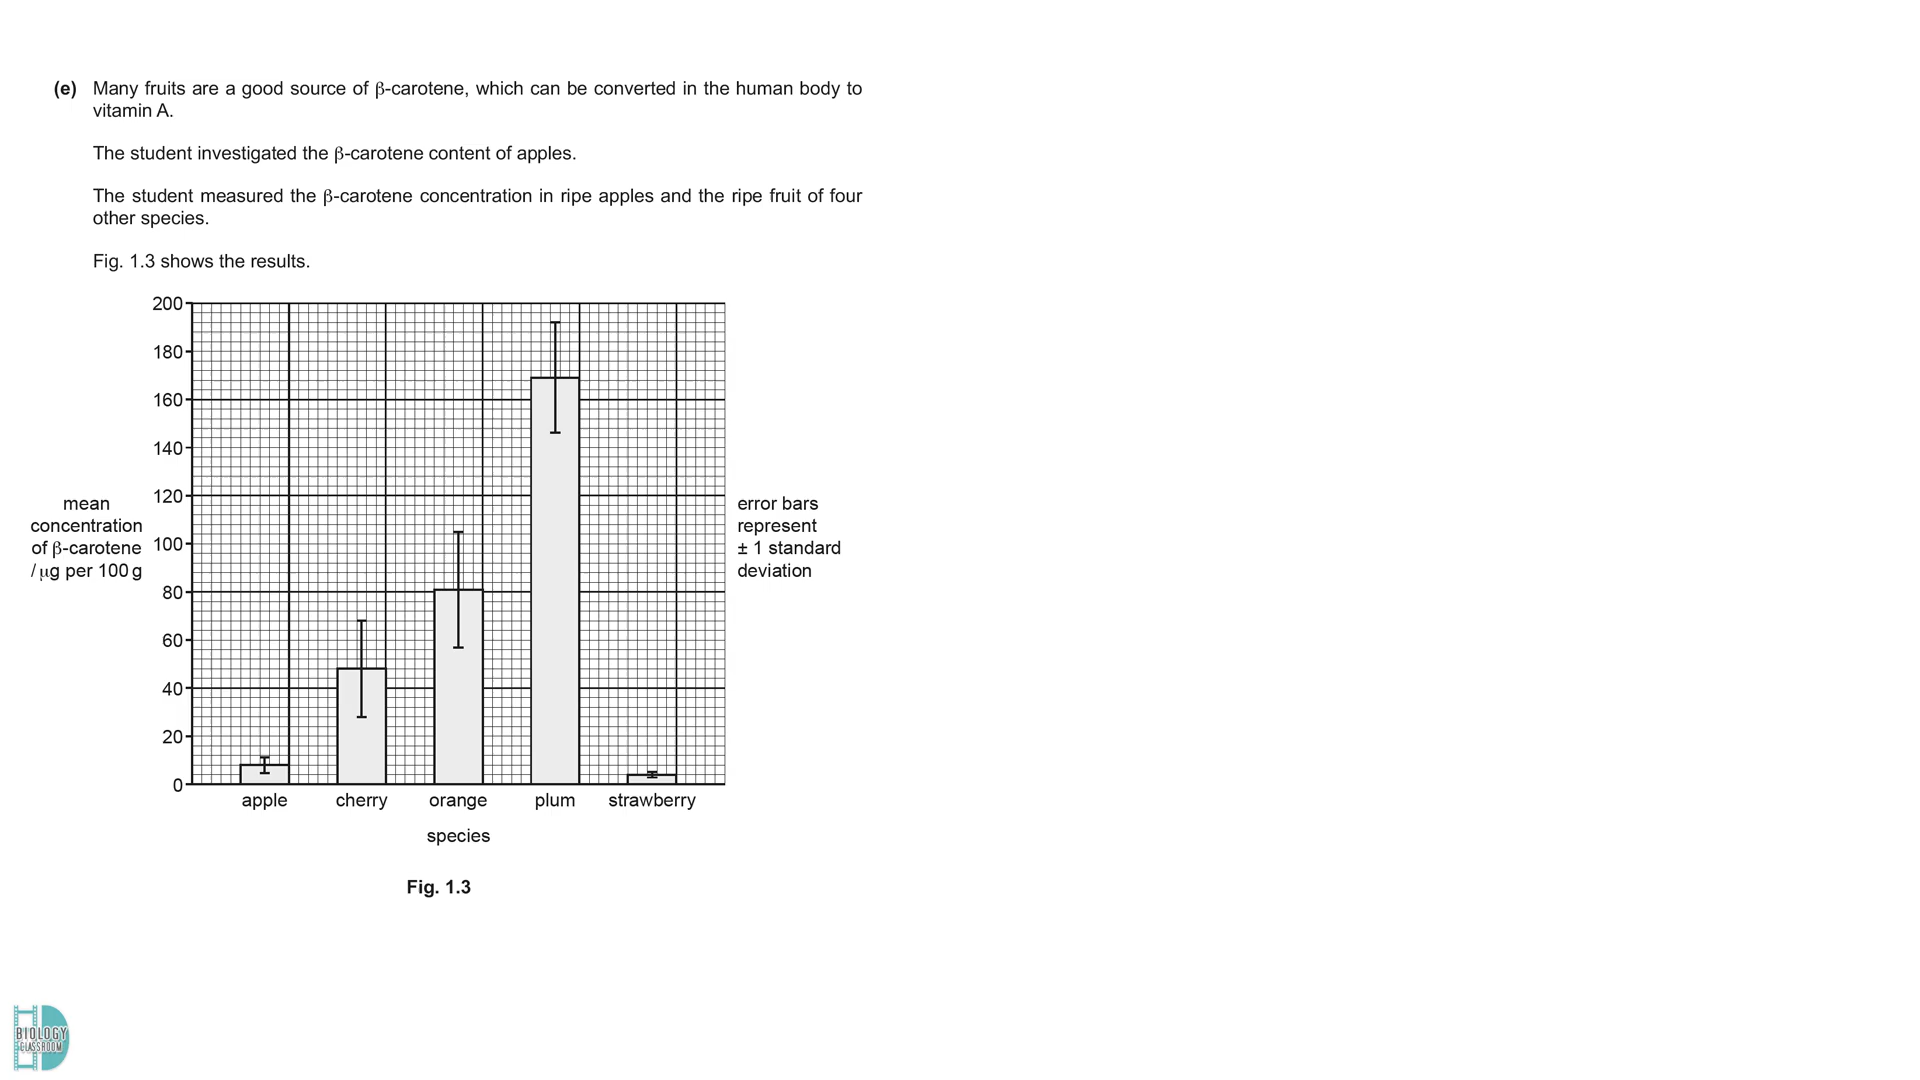 (e) Many fruits are a good source of β-carotene, which can be converted in the human body to
vitamin A.
The student investigated the β-carotene content of apples.
The student measured the β-carotene concentration in ripe apples and the ripe fruit of four
other species.
Fig. 1.3 shows the results.
200
180
160
140
120
100
80
60
40
20
0
mean
concentration
of β-carotene
/ μg per 100 g
error bars
represent
± 1 standard
deviation
apple cherry orange plum strawberry
species
Fig. 1.3
BIOLOGY
CLASSROOM